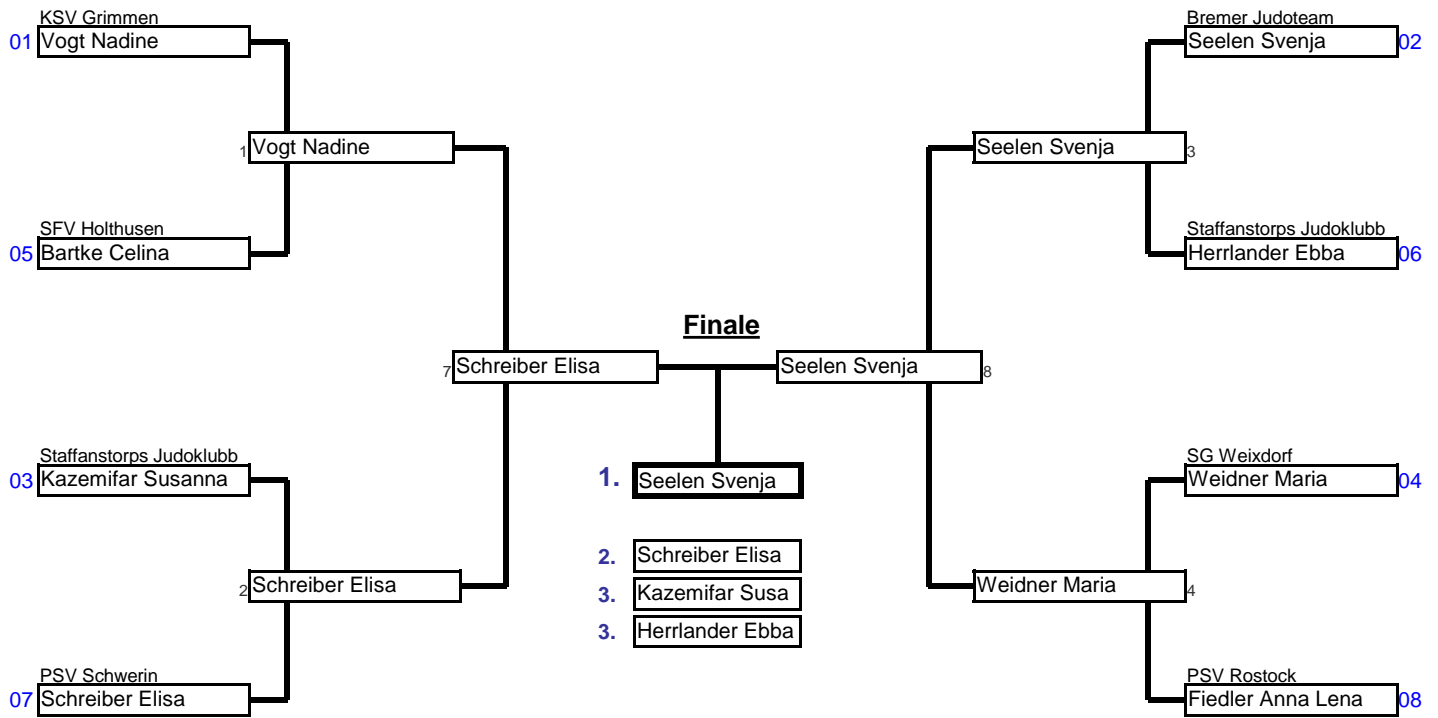 KSV Grimmen
01 Vogt Nadine
1 Vogt Nadine
SFV Holthusen
05 Bartke Celina
7 Schreiber Elisa
Staffanstorps Judoklubb
03 Kazemifar Susanna
2 Schreiber Elisa
PSV Schwerin
07 Schreiber Elisa
Finale
1. Seelen Svenja
2. Schreiber Elisa
3. Kazemifar Susa
3. Herrlander Ebba
Bremer Judoteam
Seelen Svenja 02
Seelen Svenja 3
Staffanstorps Judoklubb
Herrlander Ebba 06
Seelen Svenja 8
SG Weixdorf
Weidner Maria 04
Weidner Maria 4
PSV Rostock
Fiedler Anna Lena 08